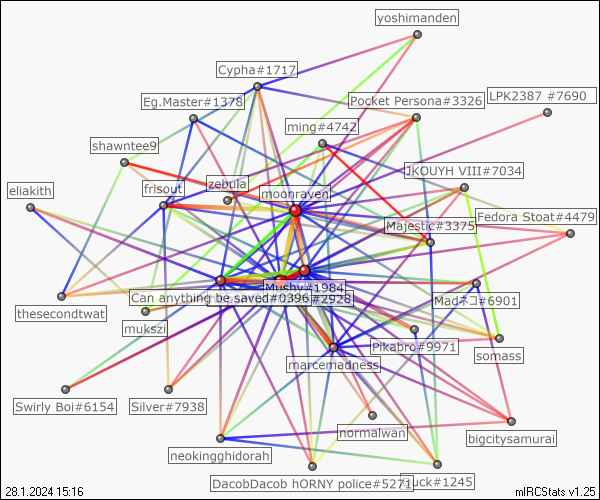 yoshimanden
Cypha#1717
LPK2387 #7690
Eg.Master#1378
Pocket Persona#3326
ming#4742
shawntee9
JKOUYH VIII#7034
eliakith
frisout
zebula
moonraven
Majestic#3375
Fedora Stoat#4479
Mushy#1984
Can anything be saved#0396
#2928
Madネコ#6901
thesecondtwat
mukszi
Pikabro#9971
somass
marcemadness
Swirly Boi#6154
Silver#7938
normalwan
bigcitysamurai
neokingghidorah
DacobDacob hORNY police#5271
#1245
28.1.2024 15:16
mIRCStats v1.25